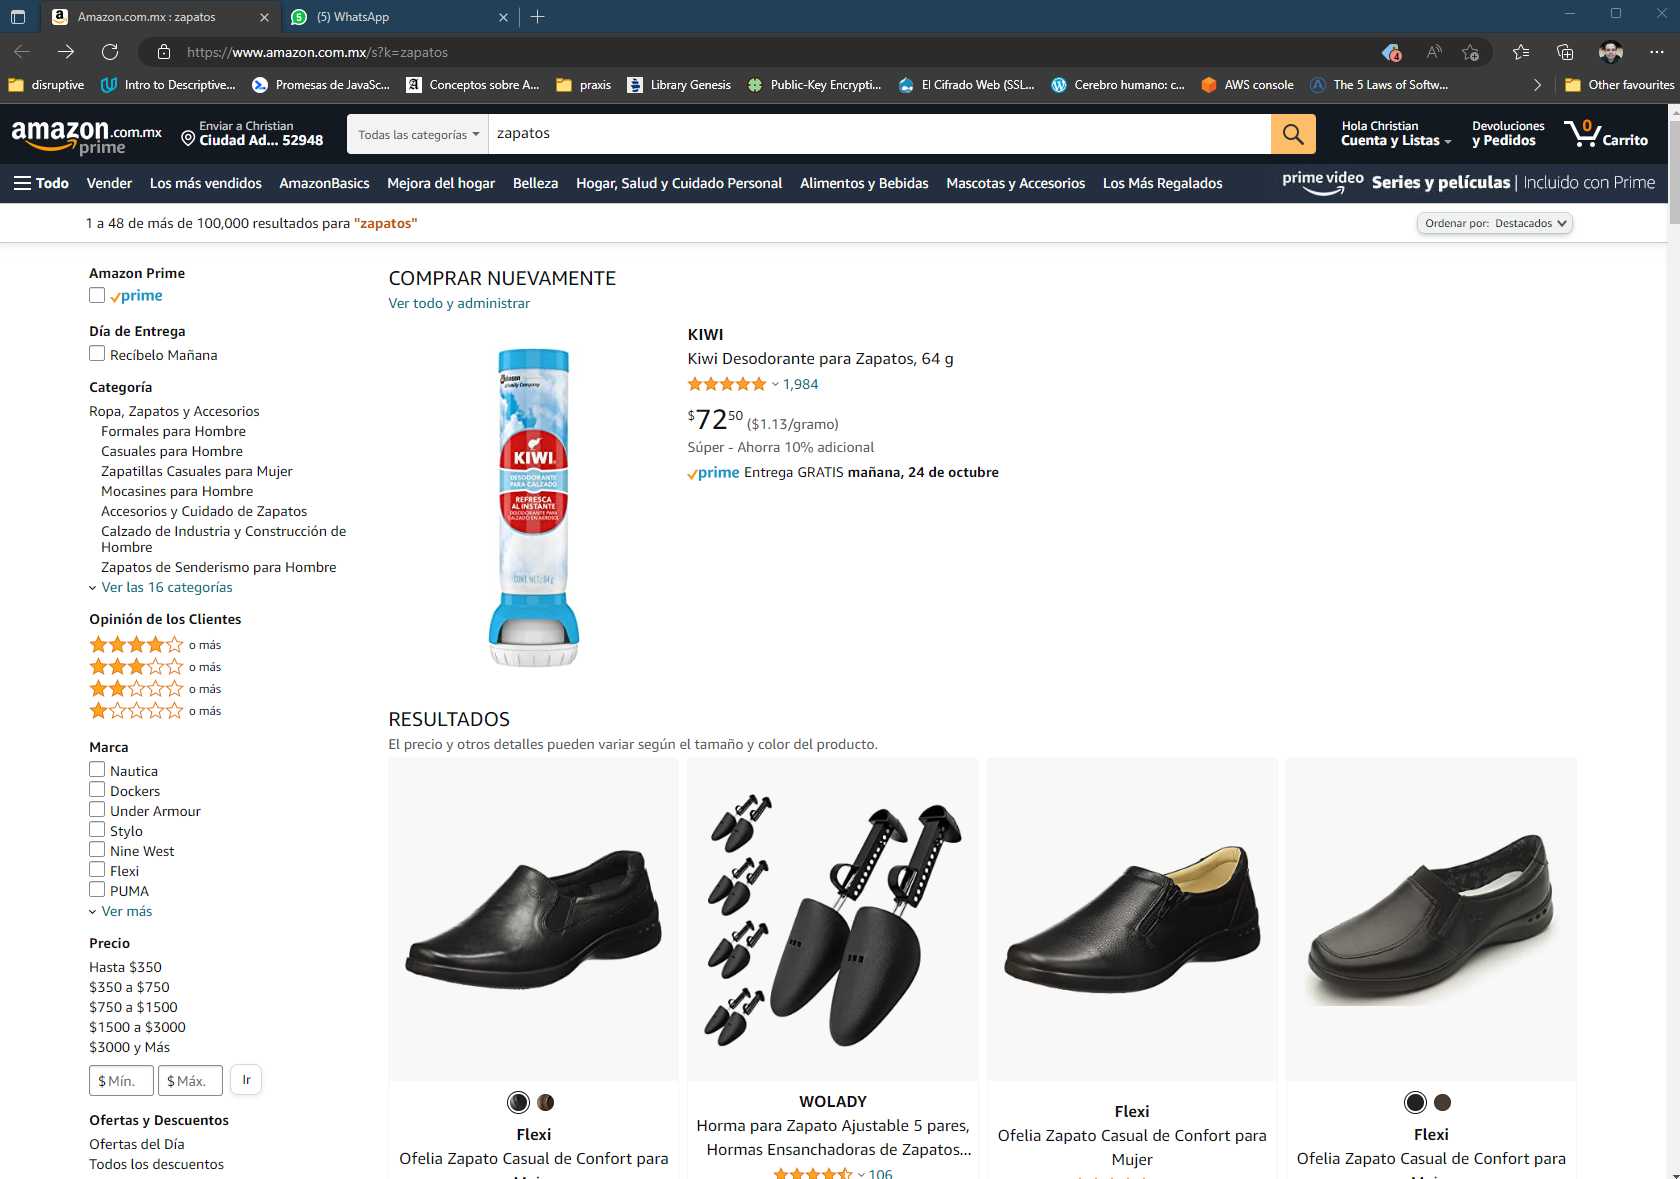 Amazon.com.mx : zapatos
(5) WhatsApp
https://www.amazon.com.mx/s?k=zapatos
4
disruptive
Intro to Descriptive...
Promesas de JavaSc...
Conceptos sobre A...
praxis
Library Genesis
Public-Key Encrypti...
El Cifrado Web (SSL...
Cerebro humano: c...
AWS console
The 5 Laws of Softw...
Other favourites
amazon.com.mx
prime
Enviar a Christian
Ciudad Ad... 52948
Todas las categorías
zapatos
Hola Christian
Cuenta y Listas
Devoluciones
y Pedidos
0
Carrito
Todo
Vender
Los más vendidos
AmazonBasics
Mejora del hogar
Belleza
Hogar, Salud y Cuidado Personal
Alimentos y Bebidas
Mascotas y Accesorios
Los Más Regalados
prime video
Series y películas | Incluido con Prime
1 a 48 de más de 100,000 resultados para "zapatos"
Ordenar por: Destacados
Amazon Prime
prime
Día de Entrega
Recíbelo Mañana
Categoría
Ropa, Zapatos y Accesorios
Formales para Hombre
Casuales para Hombre
Zapatillas Casuales para Mujer
Mocasines para Hombre
Accesorios y Cuidado de Zapatos
Calzado de Industria y Construcción de
Hombre
Zapatos de Senderismo para Hombre
Ver las 16 categorías
Opinión de los Clientes
o más
o más
o más
o más
Marca
Nautica
Dockers
Under Armour
Stylo
Nine West
Flexi
PUMA
Ver más
Precio
Hasta $350
$350 a $750
$750 a $1500
$1500 a $3000
$3000 y Más
$ Mín.
$ Máx.
Ir
Ofertas y Descuentos
Ofertas del Día
Todos los descuentos
COMPRAR NUEVAMENTE
Ver todo y administrar
KIWI
DESODORANTE
PARA CALZADO
REFRESCA
AL INSTANTE
DESODORANTE PARA
CALZADO EN AEROSOL
CONT. NET.: 64 g
KIWI
Kiwi Desodorante para Zapatos, 64 g
1,984
$72.50 ($1.13/gramo)
Súper - Ahorra 10% adicional
prime Entrega GRATIS mañana, 24 de octubre
RESULTADOS
El precio y otros detalles pueden variar según el tamaño y color del producto.
Flexi
Ofelia Zapato Casual de Confort para
WOLADY
Horma para Zapato Ajustable 5 pares,
Hormas Ensanchadoras de Zapatos...
106
Flexi
Ofelia Zapato Casual de Confort para
Mujer
Flexi
Ofelia Zapato Casual de Confort para